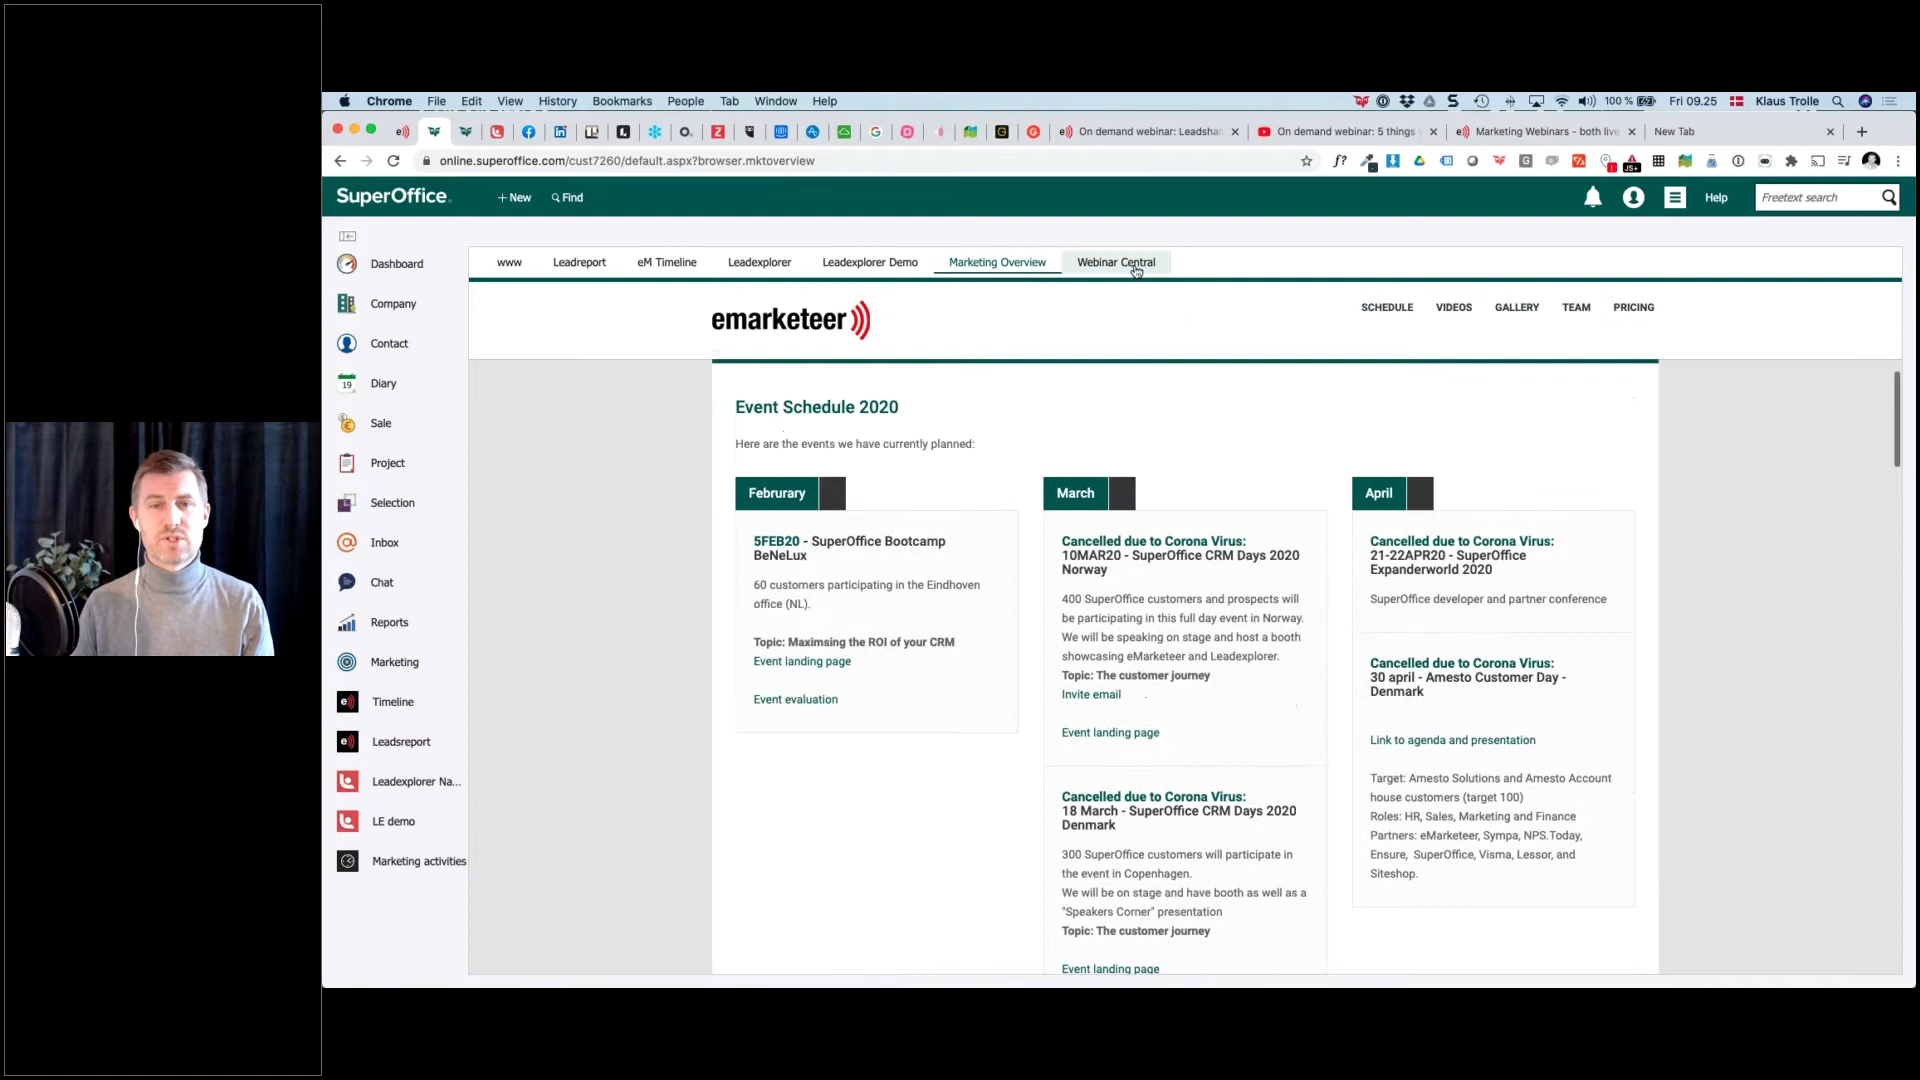 Chrome File Edit View History Bookmarks People Tab Window Help
100 % Fri 09.25 Klaus Trolle
On demand webinar: Leadshar
On demand webinar: 5 things
Marketing Webinars - both live
New Tab
online.superoffice.com/cust7260/default.aspx?browser.mktoverview
SuperOffice.
+ New
Find
Help
Freetext search
Dashboard
Company
Contact
19
Diary
Sale
Project
Selection
Inbox
Chat
Reports
Marketing
Timeline
Leadsreport
Leadexplorer Na...
LE demo
Marketing activities
www
Leadreport
eM Timeline
Leadexplorer
Leadexplorer Demo
Marketing Overview
Webinar Central
emarketeer
SCHEDULE VIDEOS GALLERY TEAM PRICING
Event Schedule 2020
Here are the events we have currently planned:
Februrary
5FEB20 - SuperOffice Bootcamp
BeNeLux
60 customers participating in the Eindhoven
office (NL).
Topic: Maximsing the ROI of your CRM
Event landing page
Event evaluation
March
Cancelled due to Corona Virus:
10MAR20 - SuperOffice CRM Days 2020
Norway
400 SuperOffice customers and prospects will
be participating in this full day event in Norway.
We will be speaking on stage and host a booth
showcasing eMarketeer and Leadexplorer.
Topic: The customer journey
Invite email
Event landing page
Cancelled due to Corona Virus:
18 March - SuperOffice CRM Days 2020
Denmark
300 SuperOffice customers will participate in
the event in Copenhagen.
We will be on stage and have booth as well as a
"Speakers Corner" presentation
Topic: The customer journey
Event landing page
April
Cancelled due to Corona Virus:
21-22APR20 - SuperOffice
Expanderworld 2020
SuperOffice developer and partner conference
Cancelled due to Corona Virus:
30 april - Amesto Customer Day -
Denmark
Link to agenda and presentation
Target: Amesto Solutions and Amesto Account
house customers (target 100)
Roles: HR, Sales, Marketing and Finance
Partners: eMarketeer, Sympa, NPS.Today,
Ensure, SuperOffice, Visma, Lessor, and
Siteshop.